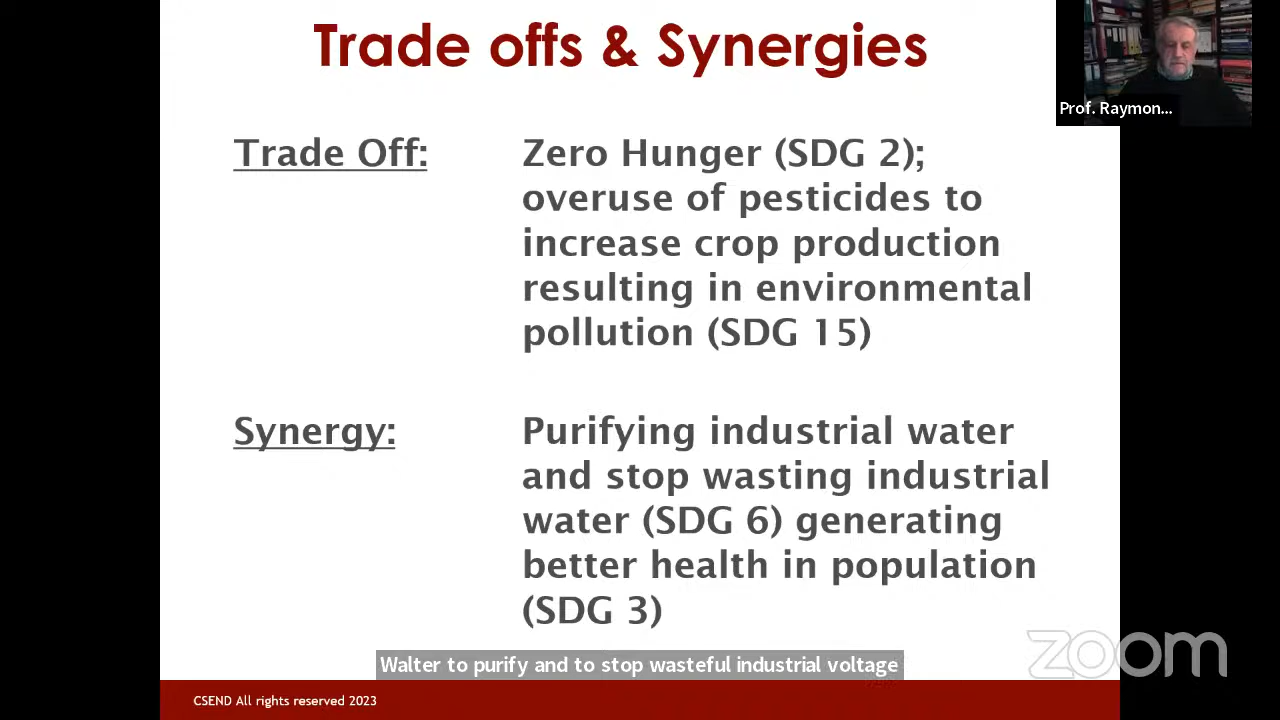 Trade offs & Synergies
Prof. Raymon...
Trade Off:
Zero Hunger (SDG 2);
overuse of pesticides to
increase crop production
resulting in environmental
pollution (SDG 15)
Synergy:
Purifying industrial water
and stop wasting industrial
water (SDG 6) generating
better health in population
(SDG 3)
Walter to purify and to stop wasteful industrial voltage
zoom
CSEND All rights reserved 2023